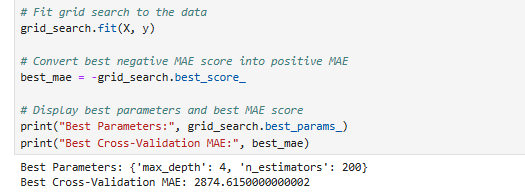 # Fit grid search to the data
grid_search.fit(X, y)
# Convert best negative MAE score into positive MAE
best_mae = -grid_search.best_score_
# Display best parameters and best MAE score
print("Best Parameters:", grid_search.best_params_)
print("Best Cross-Validation MAE:", best_mae)
Best Parameters: {'max_depth': 4, 'n_estimators': 200}
Best Cross-Validation MAE: 2874.6150000000002